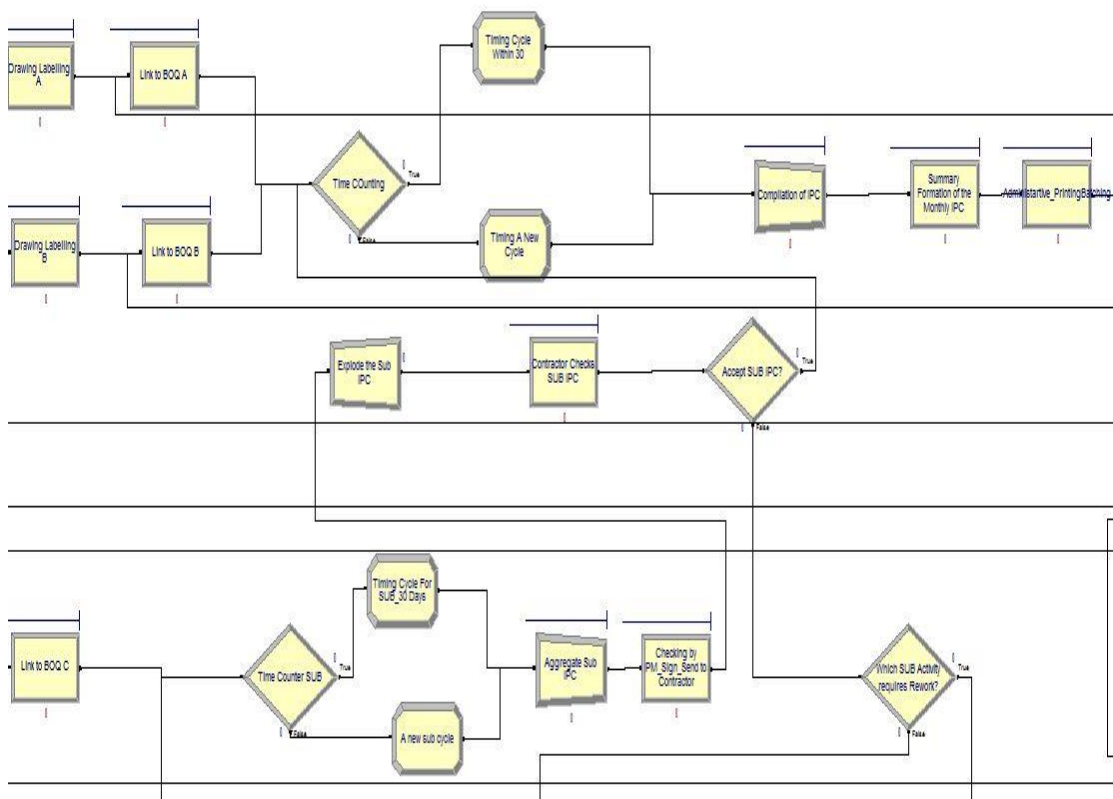 Drawing Labelling
A
Link to BOQ A
Timing Cycle
Within 30
Time COunting
True
False
Timing A New
Cycle
Compilation of IPC
Summary
Formation of the
Monthly IPC
Administartive_PrintingBatching
Drawing Labelling
B
Link to BOQ B
Explode the Sub
IPC
Contractor Checks
SUB IPC
Accept SUB IPC?
True
False
Link to BOQ C
Time Counter SUB
True
False
Timing Cycle For
SUB_30 Days
A new sub cycle
Aggregate Sub
IPC
Checking by
PM_Sign_Send to
Contractor
Which SUB Activity
requires Rework?
True
False